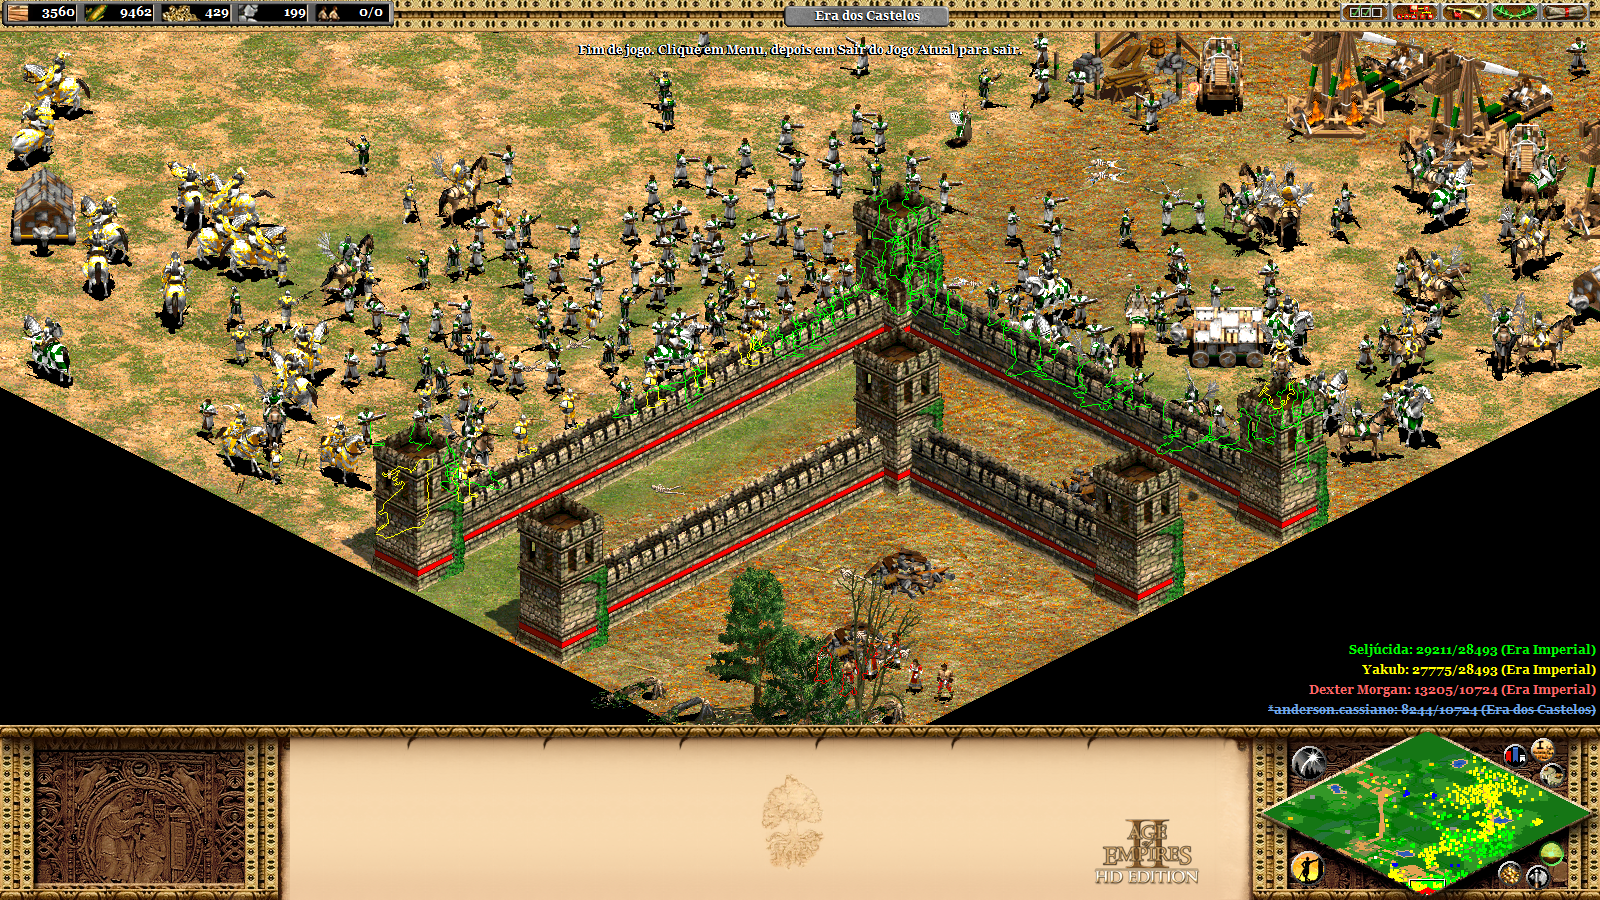 3560 9462 429 199 0/0
Era dos Castelos
Fim de jogo. Clique em Menu, depois em Sair do Jogo Atual para sair.
Seljúcida: 29211/28493 (Era Imperial)
Yakub: 27775/28493 (Era Imperial)
Dexter Morgan: 13205/10724 (Era Imperial)
*anderson.cassiano: 8244/10724 (Era dos Castelos)
AGE
OF
EMPIRES
II
HD EDITION